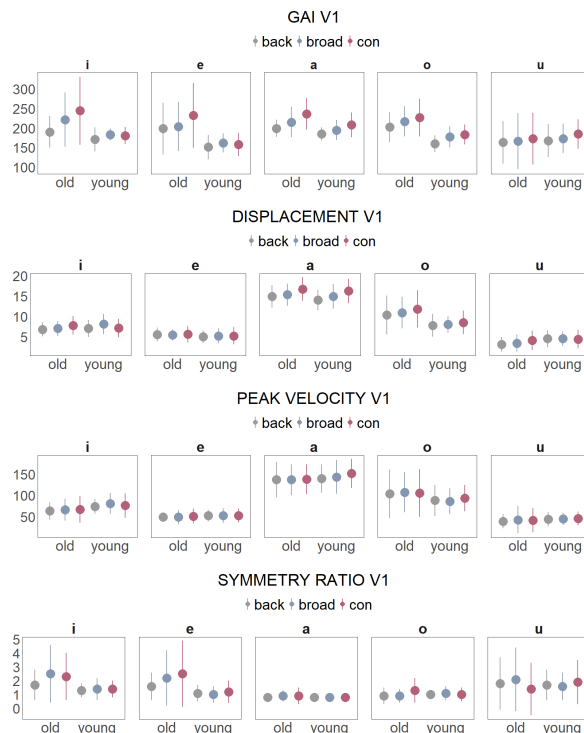 GAI V1
back broad con
i e a o u
300
250
200
150
100
old young old young old young old young old young
DISPLACEMENT V1
back broad con
i e a o u
20
15
10
5
old young old young old young old young old young
PEAK VELOCITY V1
back broad con
i e a o u
150
100
50
old young old young old young old young old young
SYMMETRY RATIO V1
back broad con
i e a o u
5
4
3
2
1
0
old young old young old young old young old young